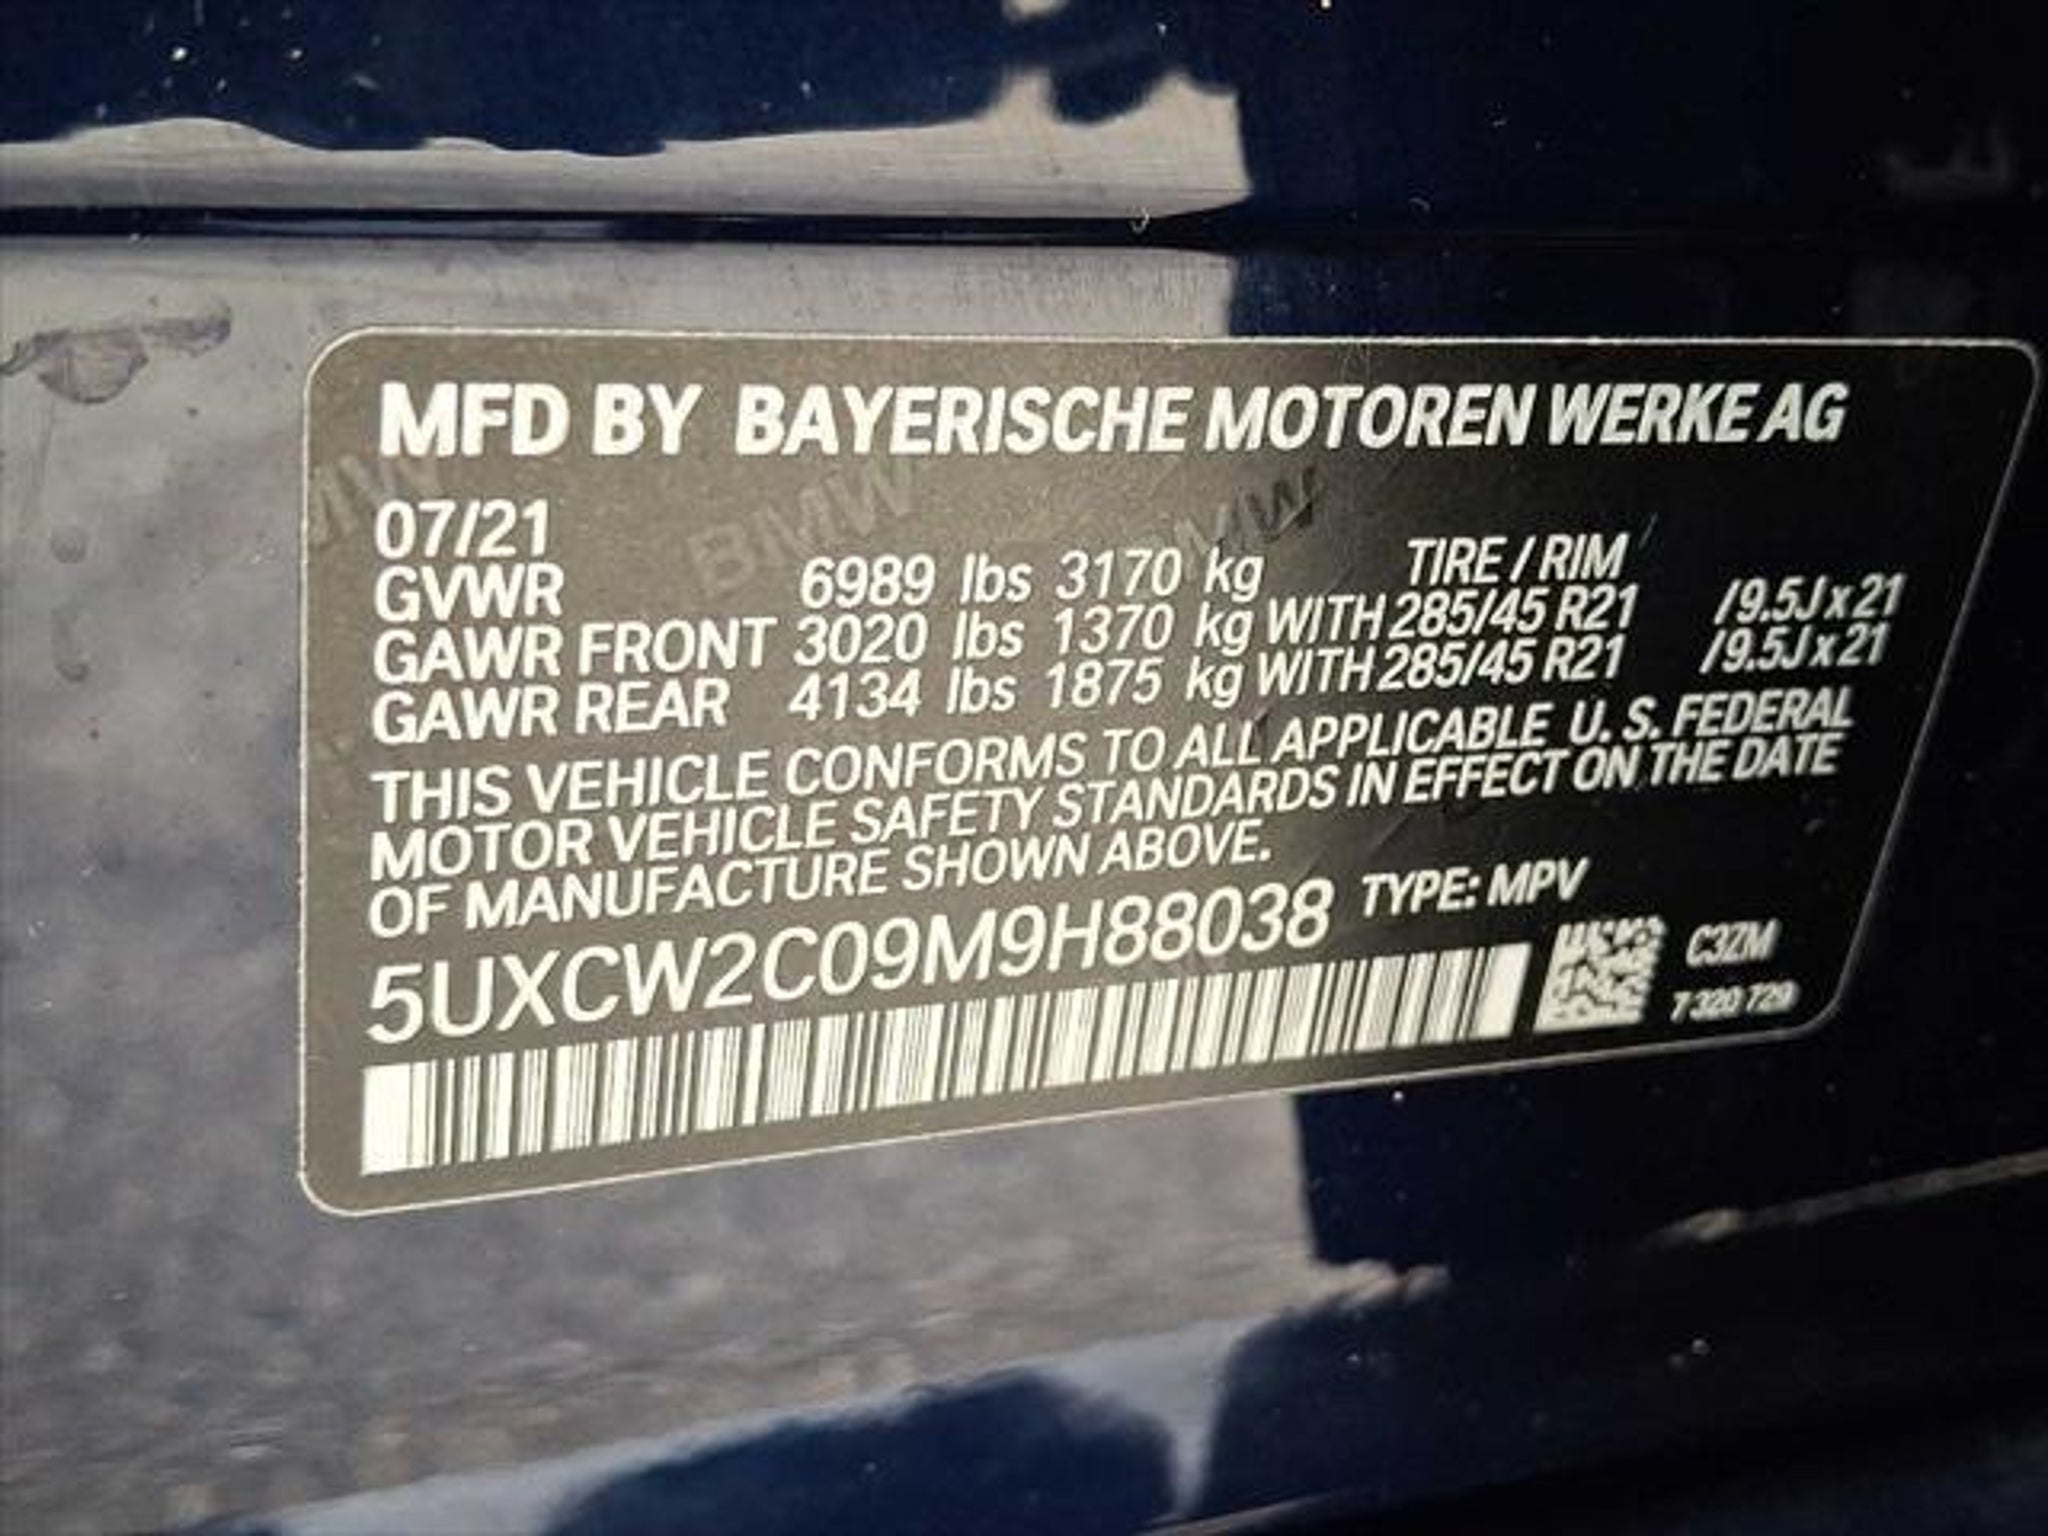 MFD BY BAYERISCHE MOTOREN WERKE AG
07/21 TIRE / RIM
GVWR 6989 lbs 3170 kg
GAWR FRONT 3020 lbs 1370 kg WITH 285/45 R21 /9.5J x 21
GAWR REAR 4134 lbs 1875 kg WITH 285/45 R21 /9.5J x 21
THIS VEHICLE CONFORMS TO ALL APPLICABLE U. S. FEDERAL
MOTOR VEHICLE SAFETY STANDARDS IN EFFECT ON THE DATE
OF MANUFACTURE SHOWN ABOVE.
5UXCW2C09M9H88038 TYPE: MPV
C3ZM
7 320 729
BMW